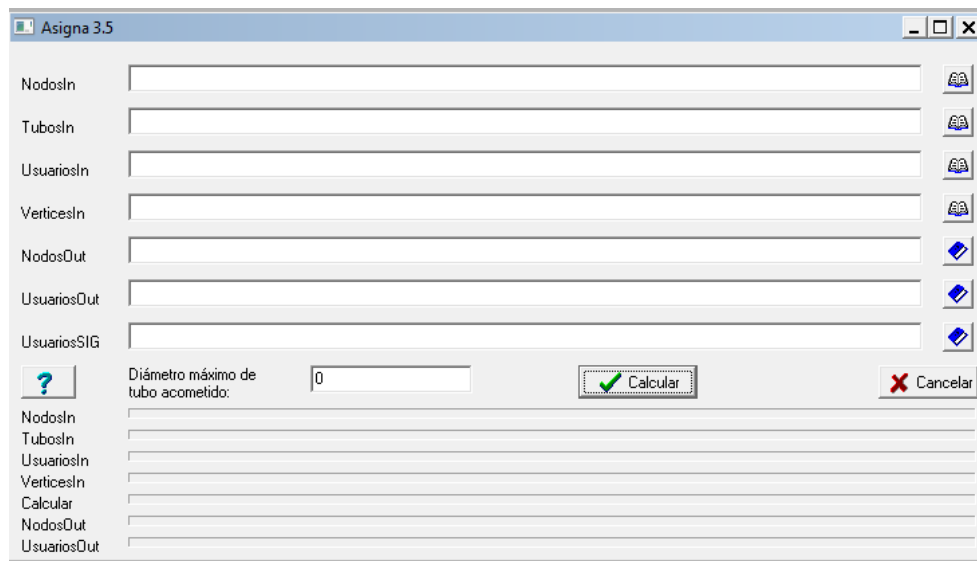 Asigna 3.5
NodosIn
TubosIn
UsuariosIn
VerticesIn
NodosOut
UsuariosOut
UsuariosSIG
Diámetro máximo de
tubo acometido:
0
Calcular
Cancelar
NodosIn
TubosIn
UsuariosIn
VerticesIn
Calcular
NodosOut
UsuariosOut